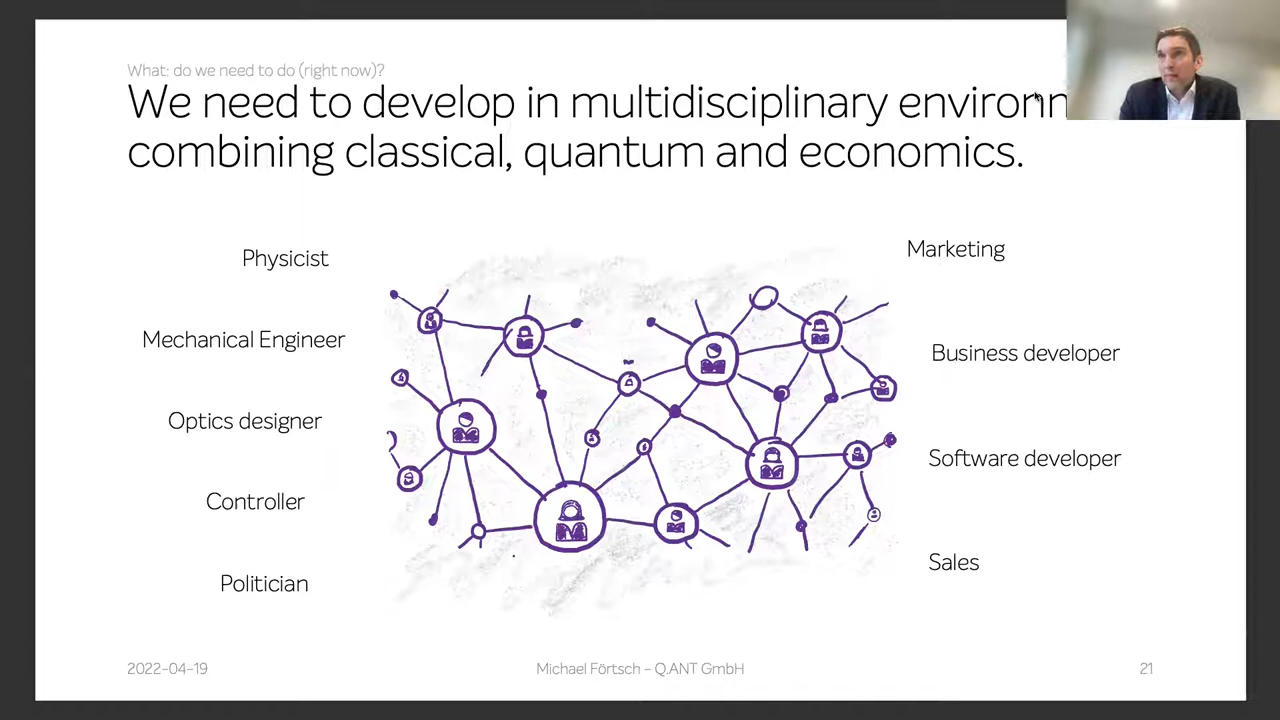 What: do we need to do (right now)?
We need to develop in multidisciplinary
combining classical, quantum and economics.
Physicist
Marketing
Mechanical Engineer
Business developer
Optics designer
Software developer
Controller
Sales
Politician
2022-04-19
Michael Förtsch - Q.ANT GmbH
21